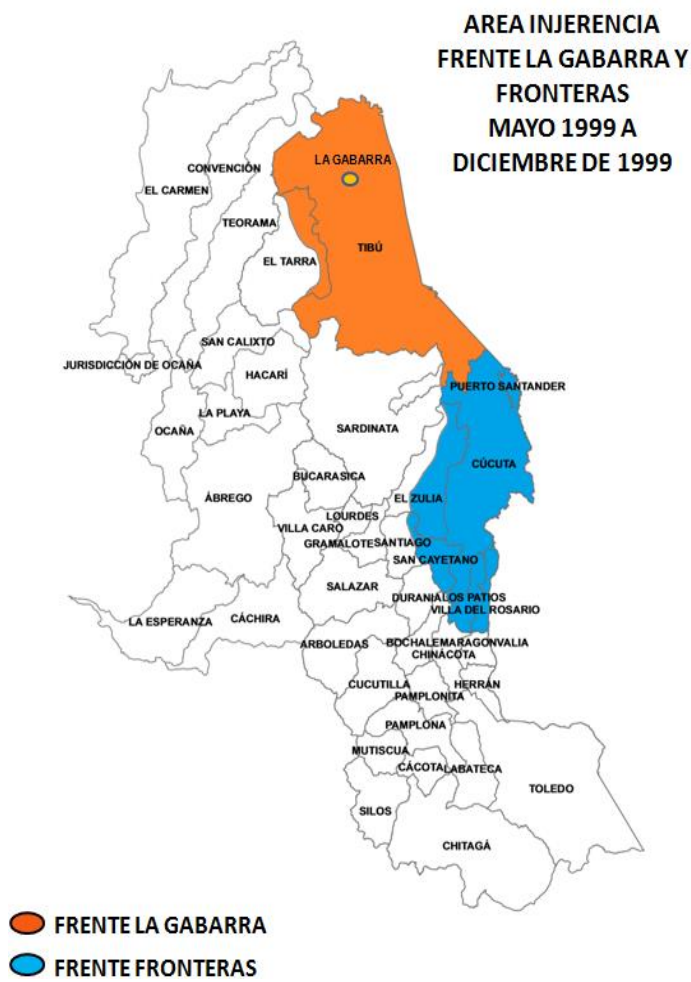 AREA INJERENCIA
FRENTE LA GABARRA Y
FRONTERAS
MAYO 1999 A
DICIEMBRE DE 1999
LA GABARRA
CONVENCIÓN
EL CARMEN
TEORAMA
TIBÚ
EL TARRA
SAN CALIXTO
JURISDICCIÓN DE OCAÑA
HACARÍ
PUERTO SANTANDER
LA PLAYA
OCAÑA
SARDINATA
CÚCUTA
BUCARASICA
ÁBREGO
EL ZULIA
LOURDES
VILLA CARO
GRAMALOTE
SANTIAGO
SAN CAYETANO
SALAZAR
DURANIA
LOS PATIOS
VILLA DEL ROSARIO
LA ESPERANZA
CÁCHIRA
ARBOLEDAS
BOCHALEMA
RAGONVALIA
CHINÁCOTA
CUCUTILLA
HERRÁN
PAMPLONITA
PAMPLONA
MUTISCUA
CÁCOTA
LABATECA
TOLEDO
SILOS
CHITAGÁ
FRENTE LA GABARRA
FRENTE FRONTERAS